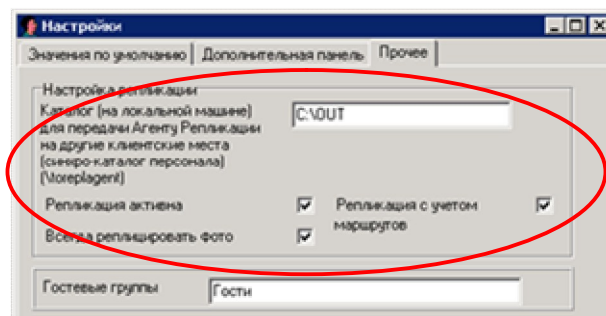 Настройки
Значения по умолчанию Дополнительная панель Прочее
Настройка репликации
Каталог (на локальной машине) C:\OUT
для передачи Агенту Репликации
на другие клиентские места
(синхро-каталог персонала)
(\toreplagent)
Репликация активна Репликация с учетом
маршрутов
Всегда реплицировать фото
Гостевые группы Гости